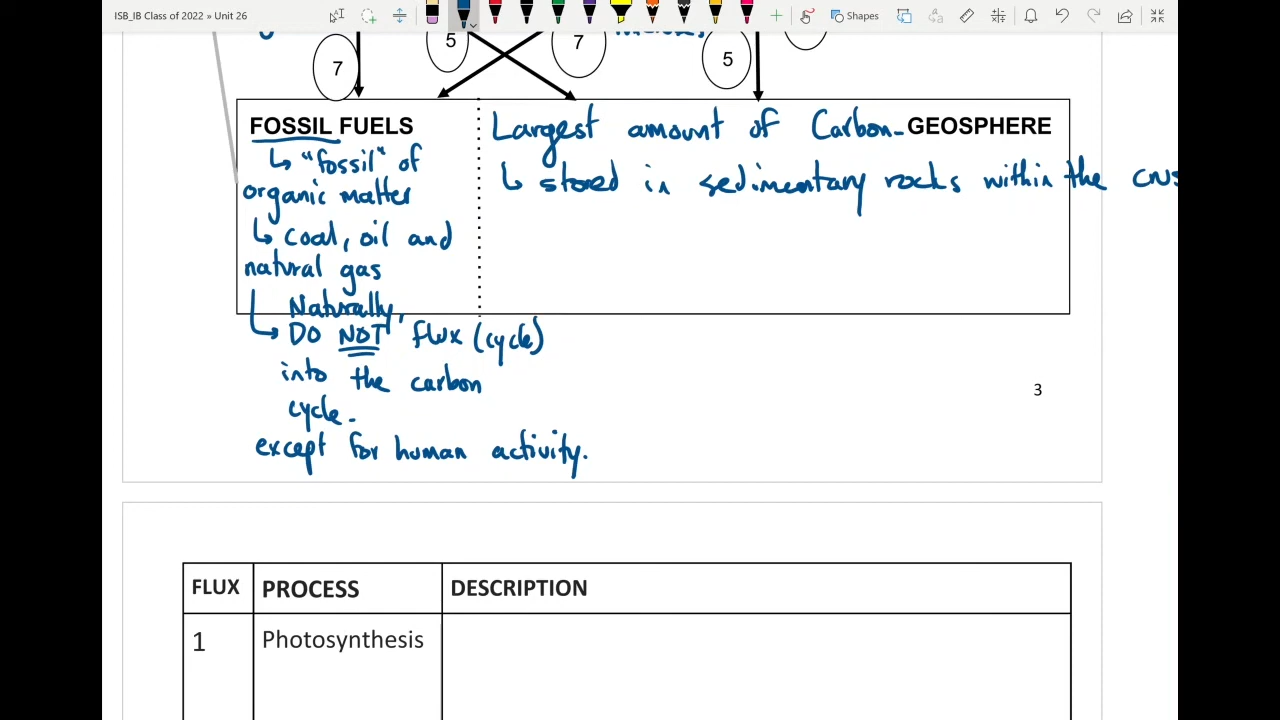 ISB_IB Class of 2022 » Unit 26
Shapes
7
5
7
5
FOSSIL FUELS
↳ "fossil" of
organic matter
↳ coal, oil and
natural gas
Naturally,
↳ DO NOT flux (cycle)
into the carbon
cycle.
except for human activity.
Largest amount of Carbon - GEOSPHERE
↳ stored in sedimentary rocks within the crus
3
FLUX PROCESS DESCRIPTION
1 Photosynthesis